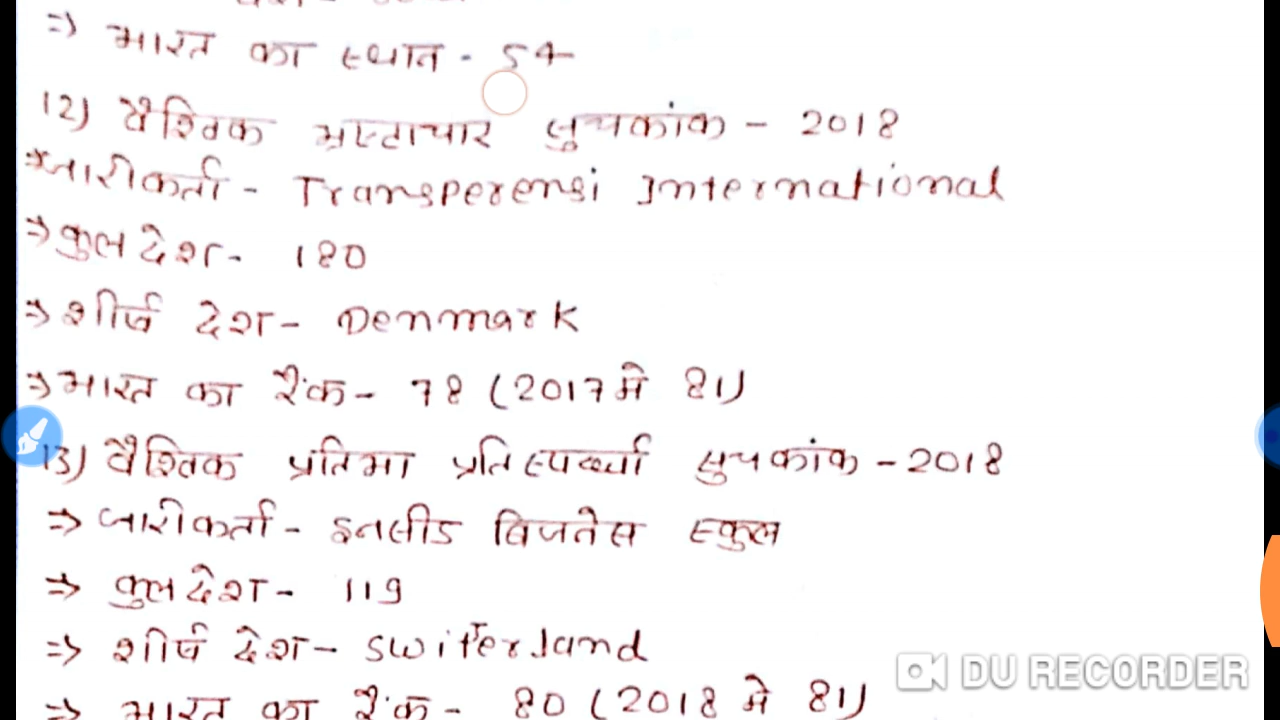 ⇒ भारत का स्थान - 54
12) वैश्विक भ्रष्टाचार सुचकांक - 2018
⇒ जारीकर्ता - Transperensi International
⇒ कुल देश - 180
⇒ शीर्ष देश - Denmark
⇒ भारत का रैंक - 78 (2017 मे 81)
13) वैश्विक प्रतिभा प्रतिस्पर्ध्दा सुचकांक - 2018
⇒ जारीकर्ता - इनसीड बिजनेस स्कुल
⇒ कुल देश - 119
⇒ शीर्ष देश - Switerland
⇒ भारत का रैंक - 80 (2018 मे 81)
DU RECORDER